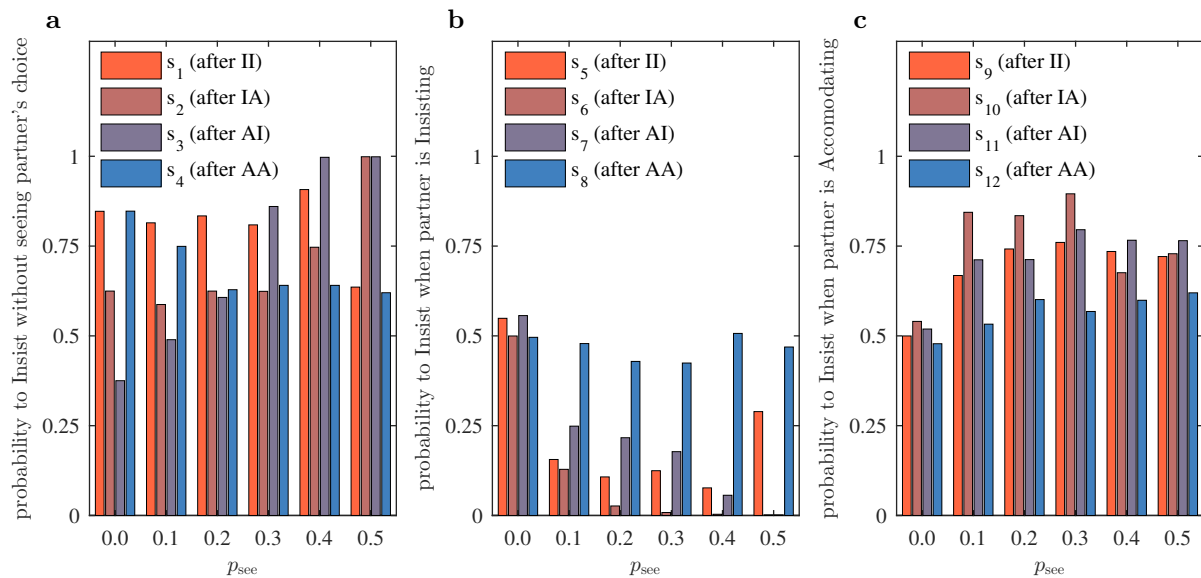 a
probability to Insist without seeing partner's choice
s1 (after II)
s2 (after IA)
s3 (after AI)
s4 (after AA)
1
0.75
0.5
0.25
0
0.0 0.1 0.2 0.3 0.4 0.5
psee
b
probability to Insist when partner is Insisting
s5 (after II)
s6 (after IA)
s7 (after AI)
s8 (after AA)
1
0.75
0.5
0.25
0
0.0 0.1 0.2 0.3 0.4 0.5
psee
c
probability to Insist when partner is Accomodating
s9 (after II)
s10 (after IA)
s11 (after AI)
s12 (after AA)
1
0.75
0.5
0.25
0
0.0 0.1 0.2 0.3 0.4 0.5
psee